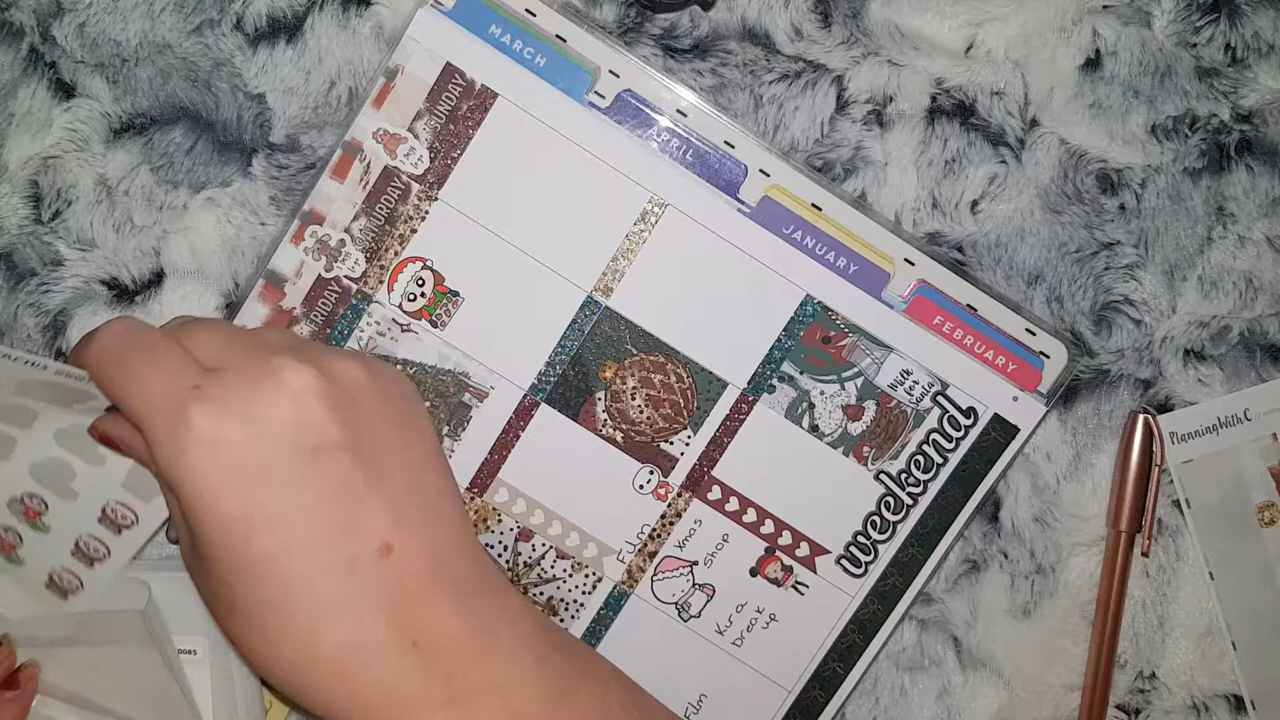 MARCH
APRIL
JANUARY
FEBRUARY
SUNDAY
SATURDAY
FRIDAY
Milk
for
Santa
weekend
Film
Xmas
Shop
Kira
break
up
Film
PlanningWithC
0085